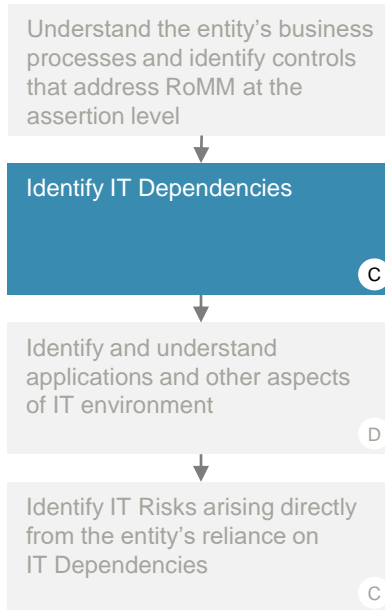 Understand the entity’s business
processes and identify controls
that address RoMM at the
assertion level
Identify IT Dependencies
C
Identify and understand
applications and other aspects
of IT environment
D
Identify IT Risks arising directly
from the entity’s reliance on
IT Dependencies
C